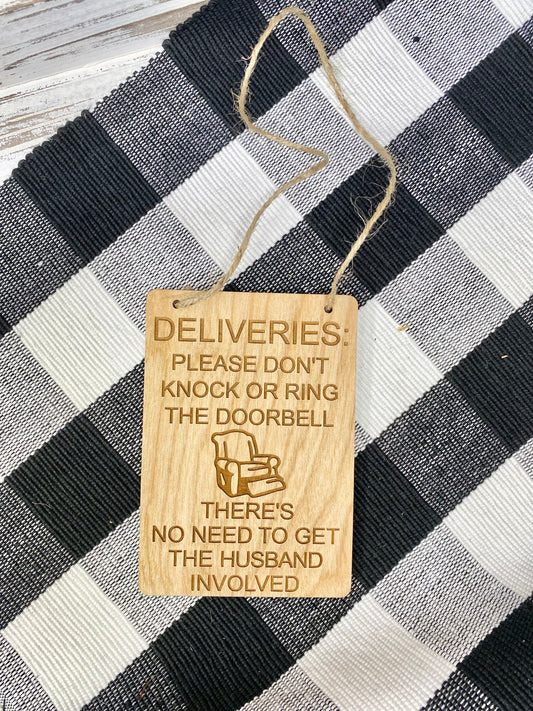 DELIVERIES:
PLEASE DON'T
KNOCK OR RING
THE DOORBELL
THERE'S
NO NEED TO GET
THE HUSBAND
INVOLVED